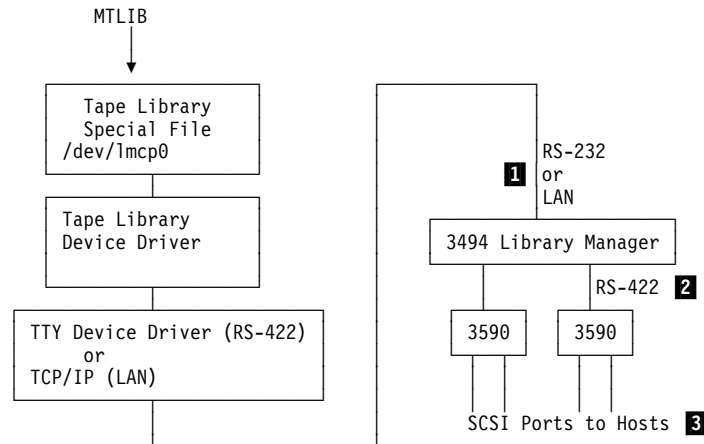 MTLIB
Tape Library
Special File
/dev/lmcp0
Tape Library
Device Driver
TTY Device Driver (RS-422)
or
TCP/IP (LAN)
RS-232
1 or
LAN
3494 Library Manager
RS-422 2
3590 3590
SCSI Ports to Hosts 3